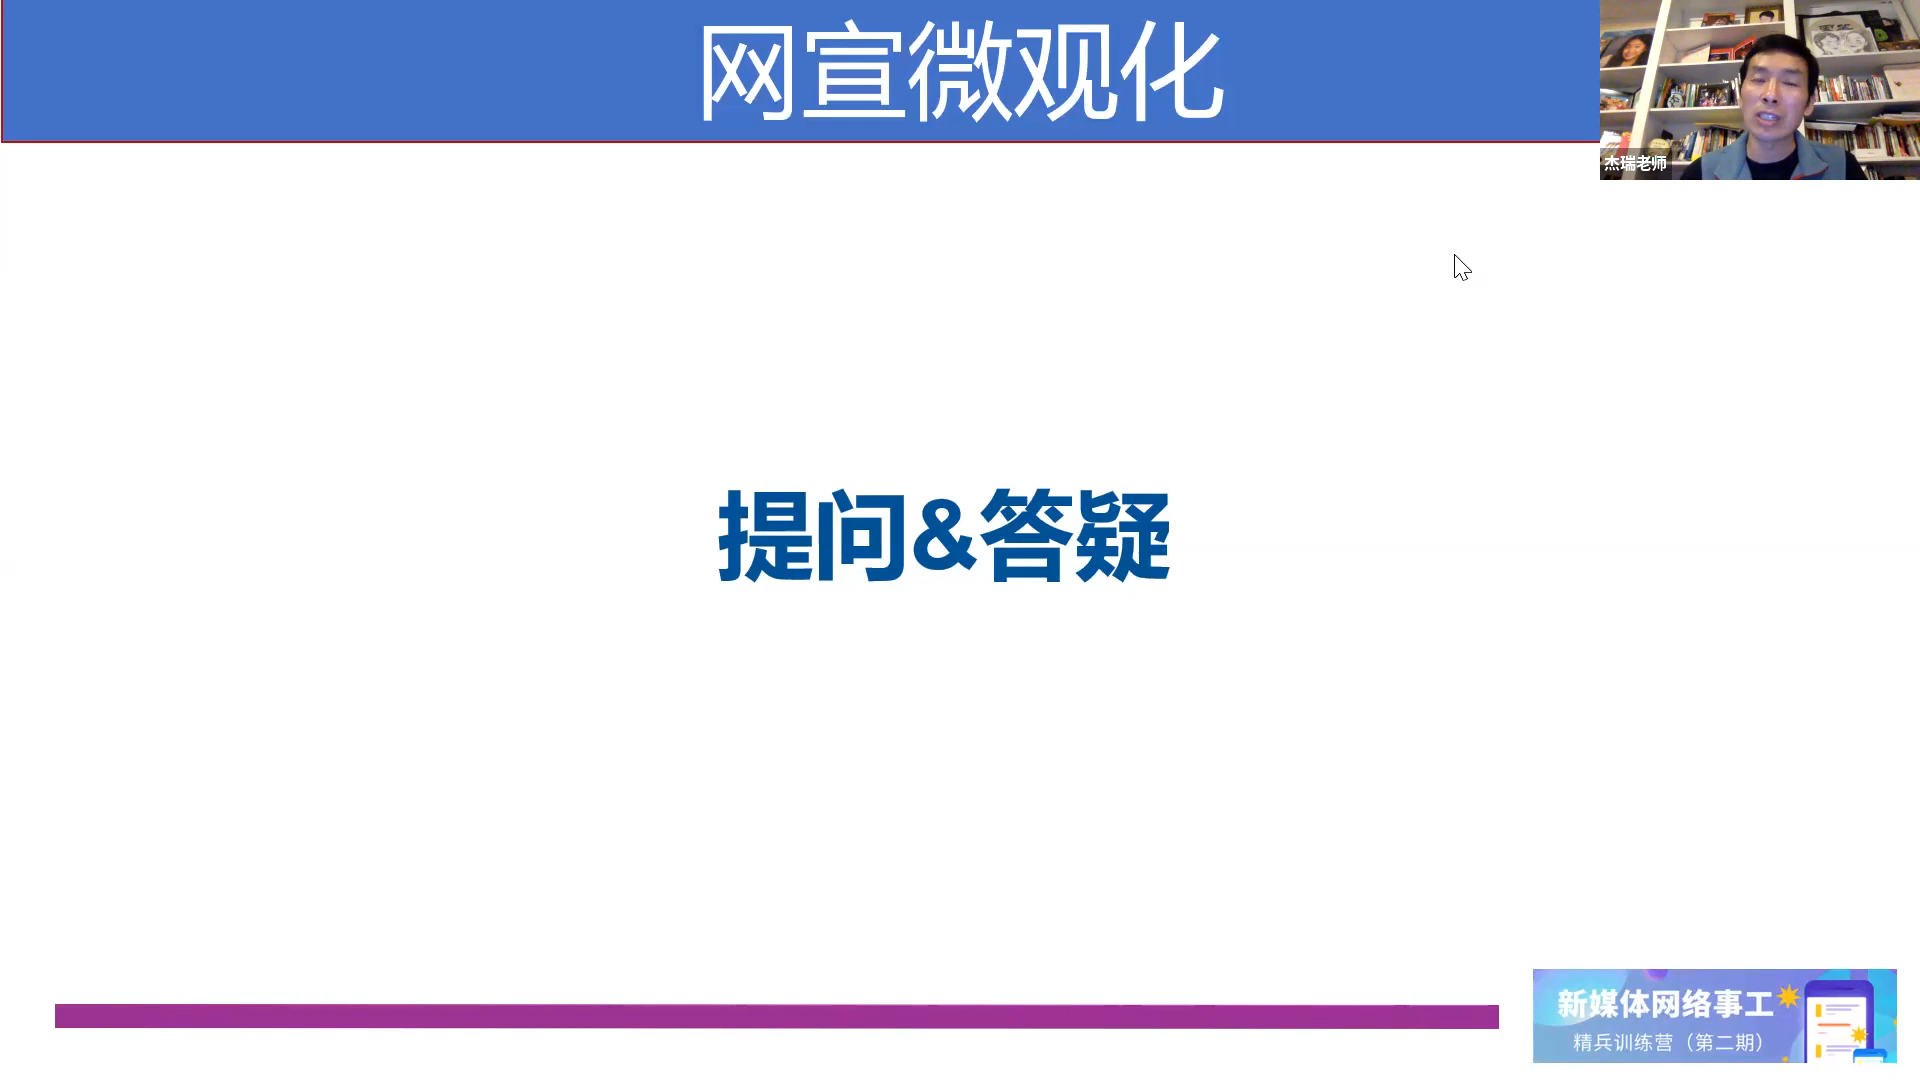 网宣微观化
杰瑞老师
提问&答疑
新媒体网络事工
精兵训练营（第二期）